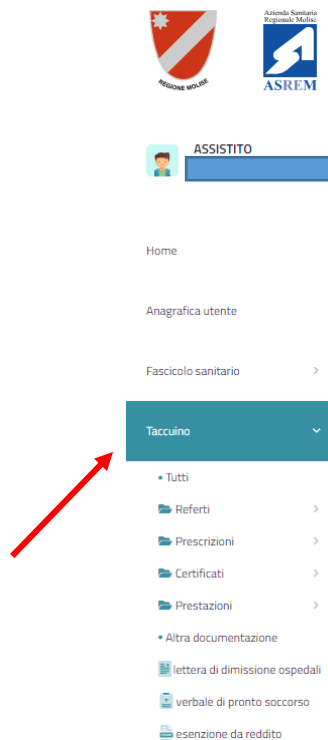 Azienda Sanitaria
Regionale Molise
REGIONE MOLISE
ASREM
ASSISTITO
Home
Anagrafica utente
Fascicolo sanitario
Taccuino
Tutti
Referti
Prescrizioni
Certificati
Prestazioni
Altra documentazione
lettera di dimissione ospedali
verbale di pronto soccorso
esenzione da reddito